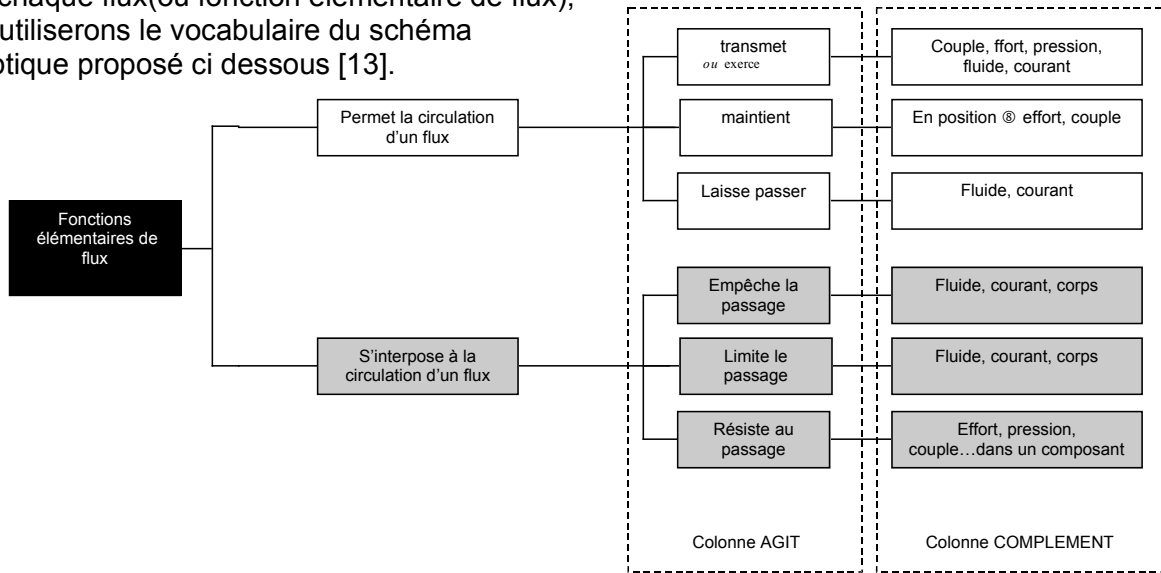 chaque flux(ou fonction élémentaire de flux),
utiliserons le vocabulaire du schéma
ptique proposé ci dessous [13].
transmet
ou exerce
Couple, ffort, pression,
fluide, courant
Permet la circulation
d'un flux
maintient
En position ⑧ effort, couple
Laisse passer
Fluide, courant
Fonctions
élémentaires de
flux
Empêche la
passage
Fluide, courant, corps
S'interpose à la
circulation d'un flux
Limite le
passage
Fluide, courant, corps
Résiste au
passage
Effort, pression,
couple…dans un composant
Colonne AGIT
Colonne COMPLEMENT